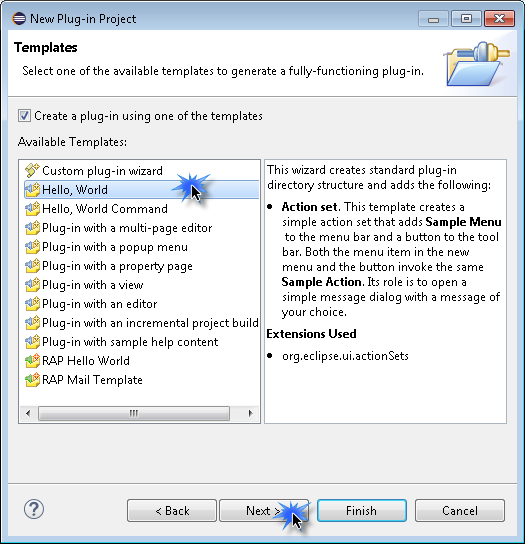 New Plug-in Project
Templates
Select one of the available templates to generate a fully-functioning plug-in.
Create a plug-in using one of the templates
Available Templates:
Custom plug-in wizard
Hello, World
Hello, World Command
Plug-in with a multi-page editor
Plug-in with a popup menu
Plug-in with a property page
Plug-in with a view
Plug-in with an editor
Plug-in with an incremental project build
Plug-in with sample help content
RAP Hello World
RAP Mail Template
This wizard creates standard plug-in
directory structure and adds the following:
• Action set. This template creates a
simple action set that adds Sample Menu
to the menu bar and a button to the tool
bar. Both the menu item in the new
menu and the button invoke the same
Sample Action. Its role is to open a
simple message dialog with a message of
your choice.
Extensions Used
• org.eclipse.ui.actionSets
?
< Back
Next >
Finish
Cancel